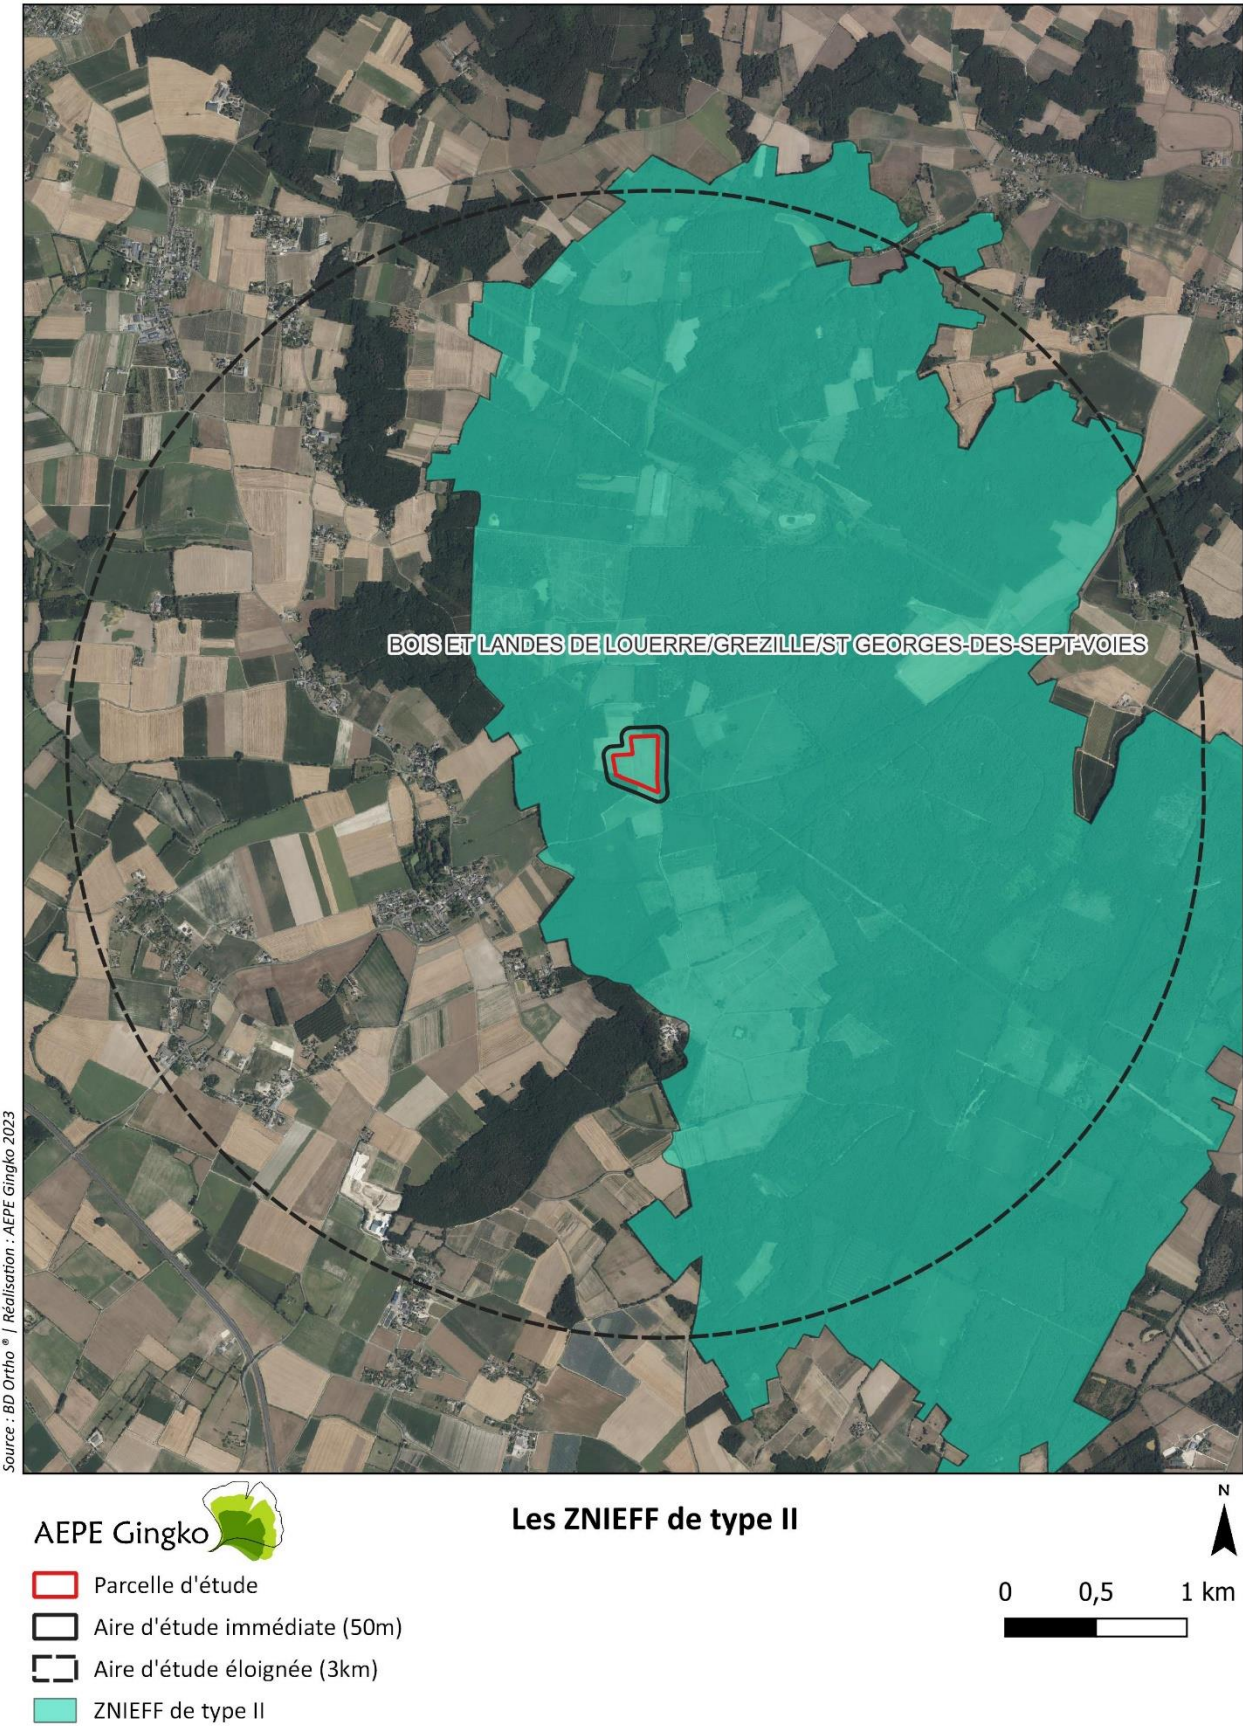 BOIS ET LANDES DE LOUERRE/GREZILLE/ST GEORGES-DES-SEPT-VOIES
Source : BD Ortho ® | Réalisation : AEPE Gingko 2023
AEPE Gingko
Les ZNIEFF de type II
N
Parcelle d'étude
Aire d'étude immédiate (50m)
Aire d'étude éloignée (3km)
ZNIEFF de type II
0 0,5 1 km